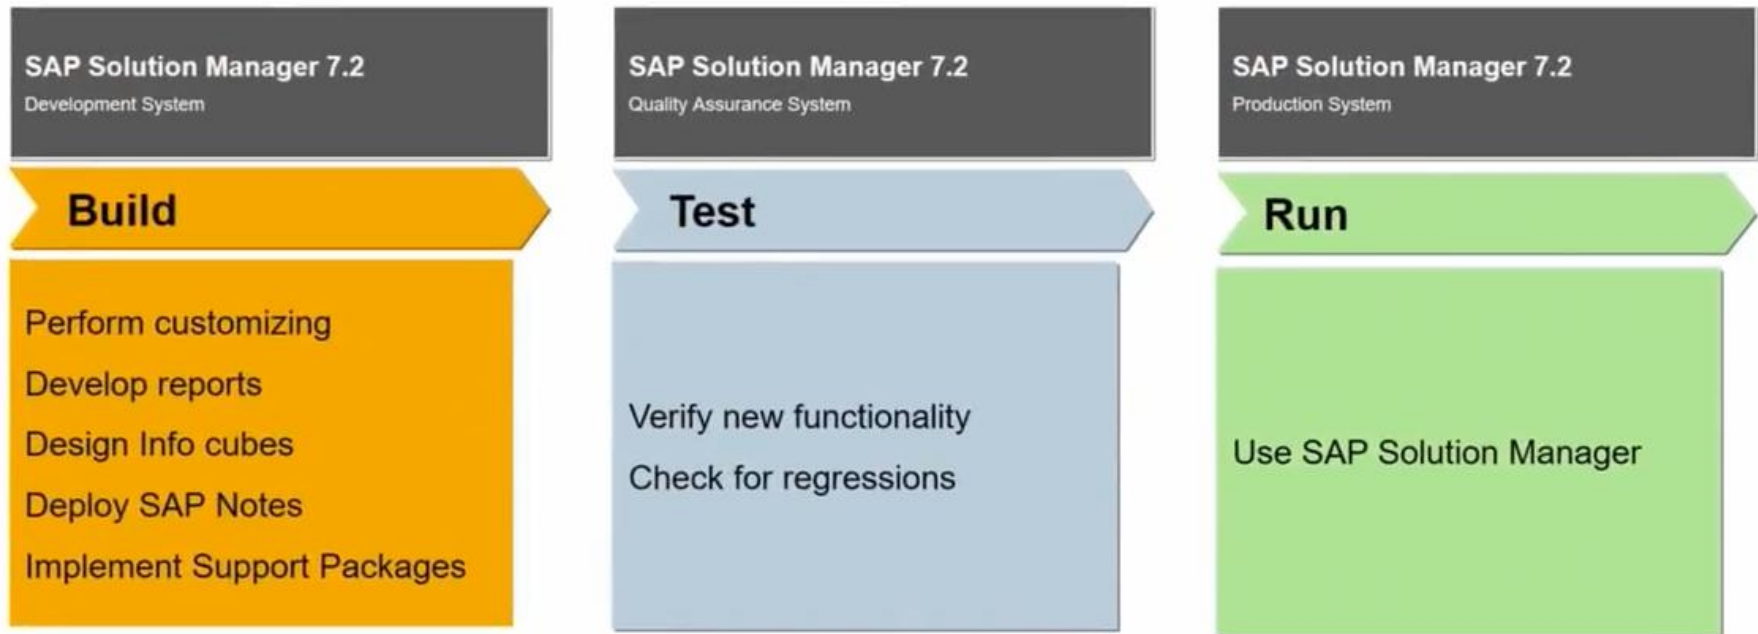 SAP Solution Manager 7.2
Development System
Build
Perform customizing
Develop reports
Design Info cubes
Deploy SAP Notes
Implement Support Packages
SAP Solution Manager 7.2
Quality Assurance System
Test
Verify new functionality
Check for regressions
SAP Solution Manager 7.2
Production System
Run
Use SAP Solution Manager